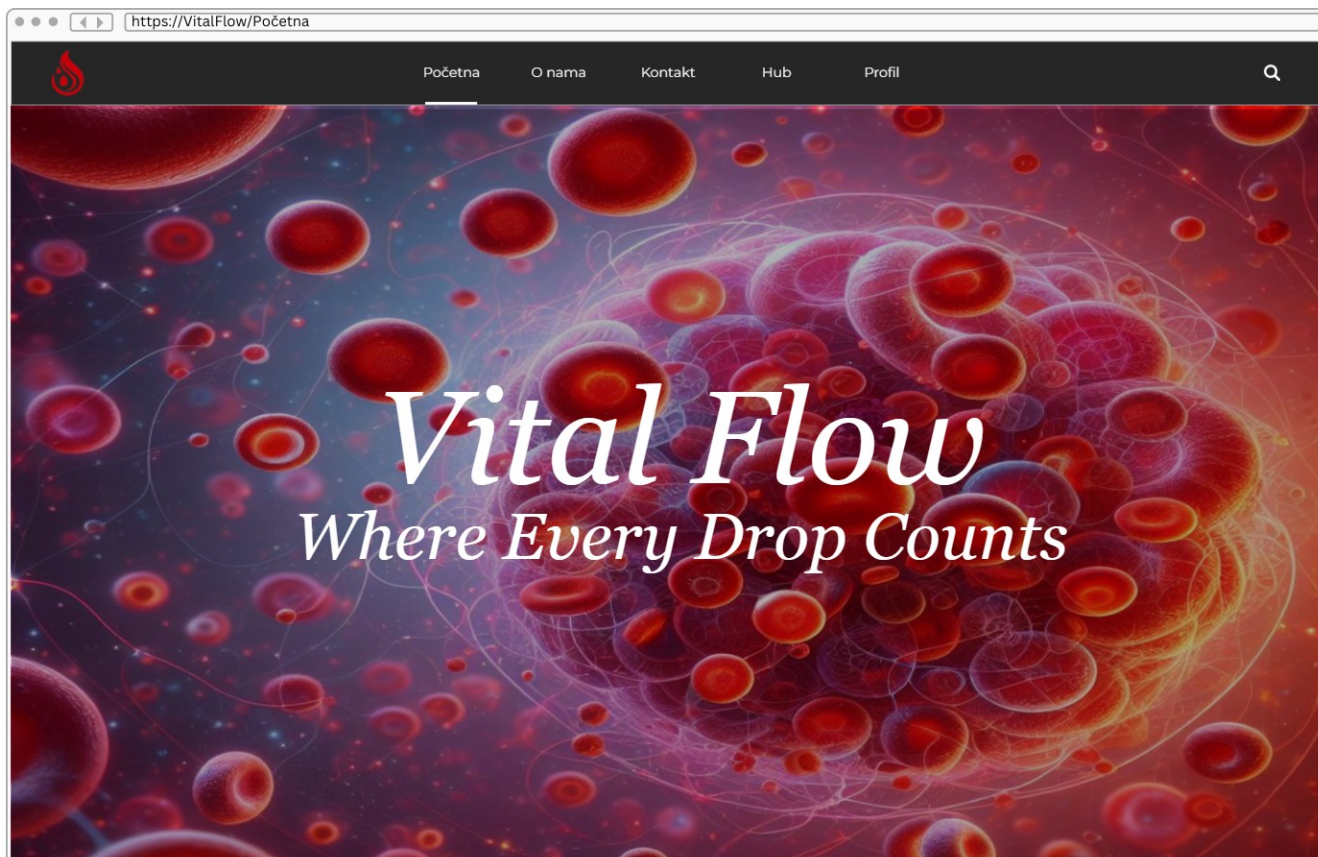 https://VitalFlow/Početna
Početna O nama Kontakt Hub Profil
Vital Flow
Where Every Drop Counts